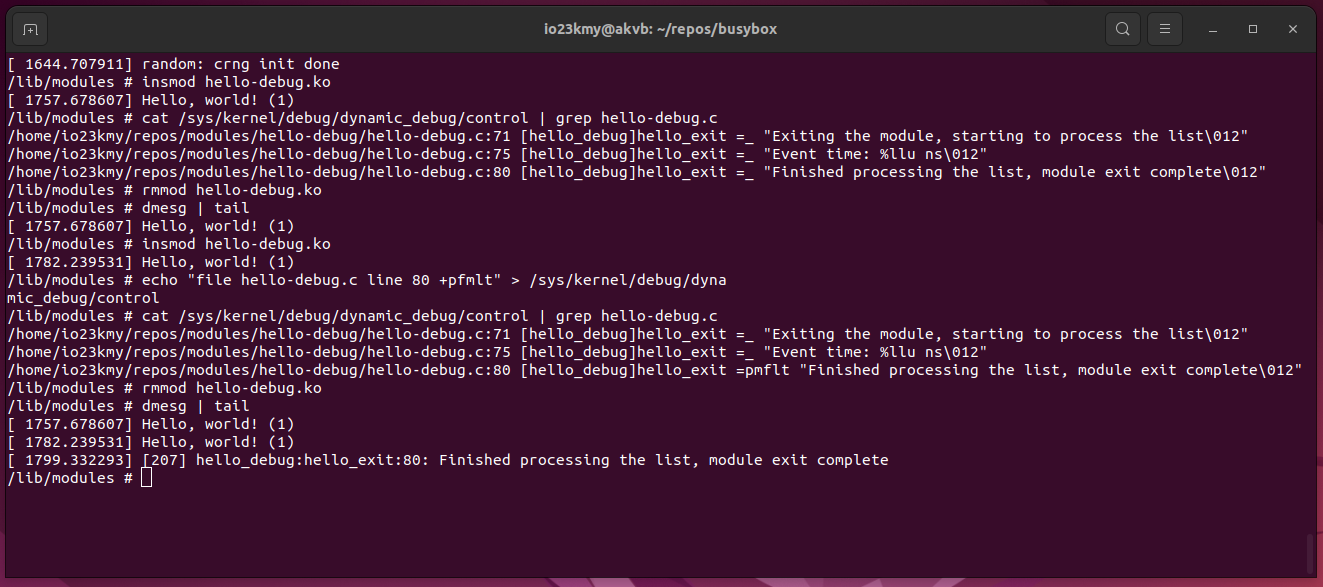 io23kmy@akvb: ~/repos/busybox
[ 1644.707911] random: crng init done
/lib/modules # insmod hello-debug.ko
[ 1757.678607] Hello, world! (1)
/lib/modules # cat /sys/kernel/debug/dynamic_debug/control | grep hello-debug.c
/home/io23kmy/repos/modules/hello-debug/hello-debug.c:71 [hello_debug]hello_exit =_ "Exiting the module, starting to process the list\012"
/home/io23kmy/repos/modules/hello-debug/hello-debug.c:75 [hello_debug]hello_exit =_ "Event time: %llu ns\012"
/home/io23kmy/repos/modules/hello-debug/hello-debug.c:80 [hello_debug]hello_exit =_ "Finished processing the list, module exit complete\012"
/lib/modules # rmmod hello-debug.ko
/lib/modules # dmesg | tail
[ 1757.678607] Hello, world! (1)
/lib/modules # insmod hello-debug.ko
[ 1782.239531] Hello, world! (1)
/lib/modules # echo "file hello-debug.c line 80 +pfmlt" > /sys/kernel/debug/dyna
mic_debug/control
/lib/modules # cat /sys/kernel/debug/dynamic_debug/control | grep hello-debug.c
/home/io23kmy/repos/modules/hello-debug/hello-debug.c:71 [hello_debug]hello_exit =_ "Exiting the module, starting to process the list\012"
/home/io23kmy/repos/modules/hello-debug/hello-debug.c:75 [hello_debug]hello_exit =_ "Event time: %llu ns\012"
/home/io23kmy/repos/modules/hello-debug/hello-debug.c:80 [hello_debug]hello_exit =pmflt "Finished processing the list, module exit complete\012"
/lib/modules # rmmod hello-debug.ko
/lib/modules # dmesg | tail
[ 1757.678607] Hello, world! (1)
[ 1782.239531] Hello, world! (1)
[ 1799.332293] [207] hello_debug:hello_exit:80: Finished processing the list, module exit complete
/lib/modules #